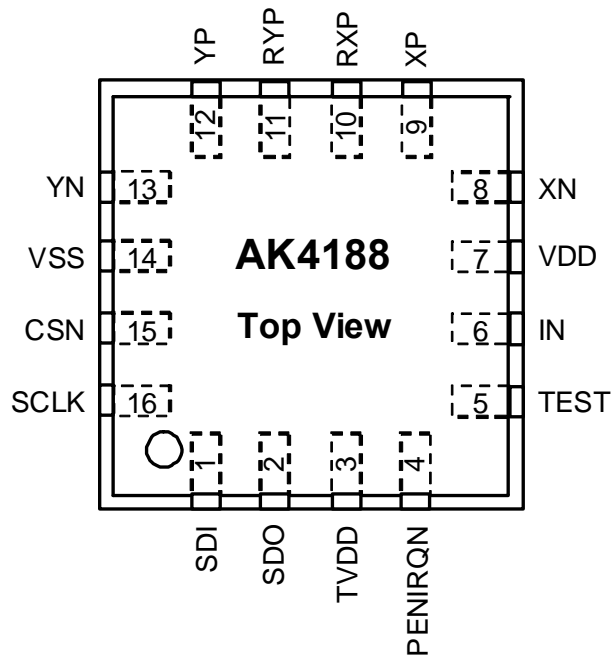 YP
RYP
RXP
XP
12
11
10
9
YN
13
8
XN
VSS
14
AK4188
7
VDD
CSN
15
Top View
6
IN
SCLK
16
5
TEST
1
2
3
4
SDI
SDO
TVDD
PENIRQN